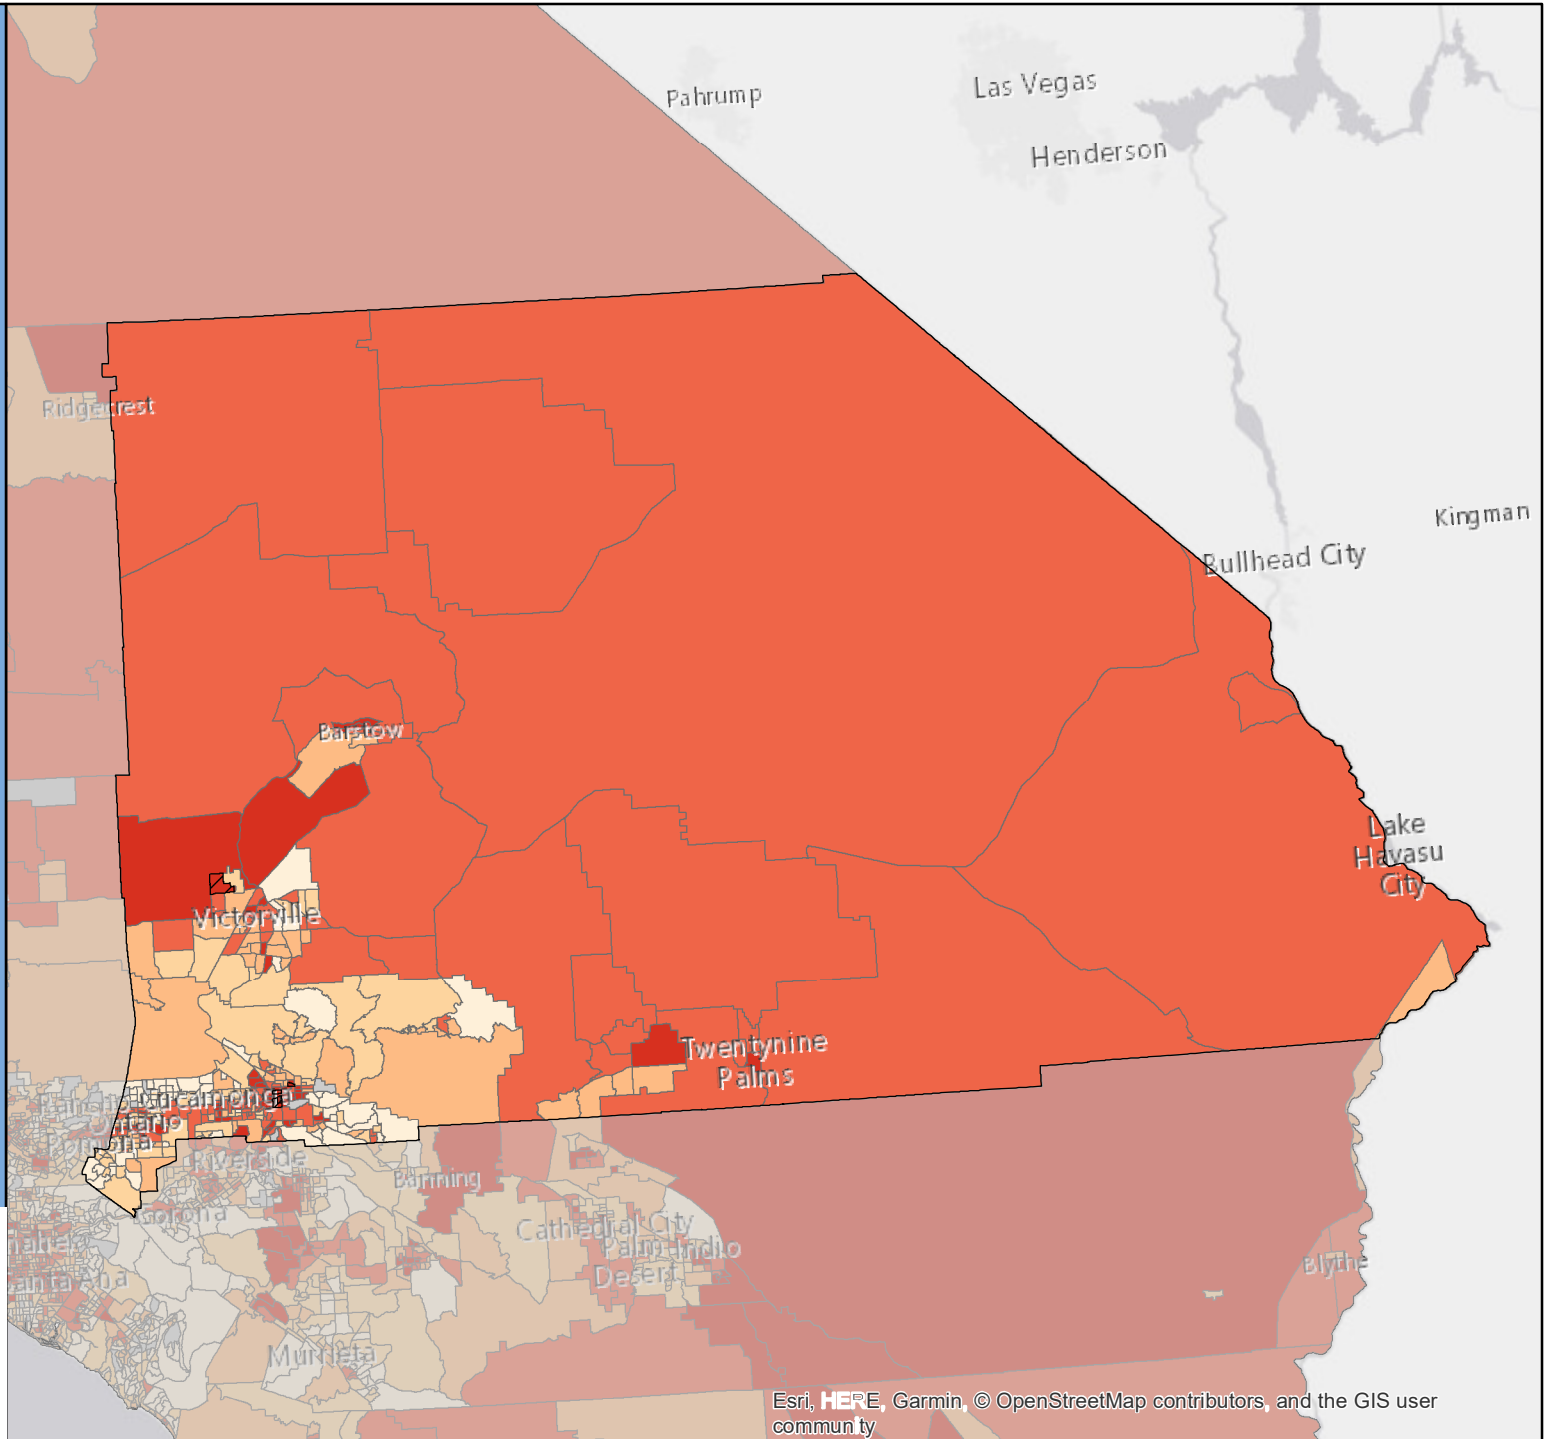 Pahrump
Las Vegas
Henderson
Ridgecrest
Kingman
Bullhead City
Barstow
Lake
Havasu
City
Victorville
Twentynine
Palms
Rancho Cucamonga
Ontario
Pomona
Riverside
Banning
Corona
Cathedral City
Palm
Desert
Indio
Santa Ana
Blythe
Murrieta
Esri, HERE, Garmin, © OpenStreetMap contributors, and the GIS user
community